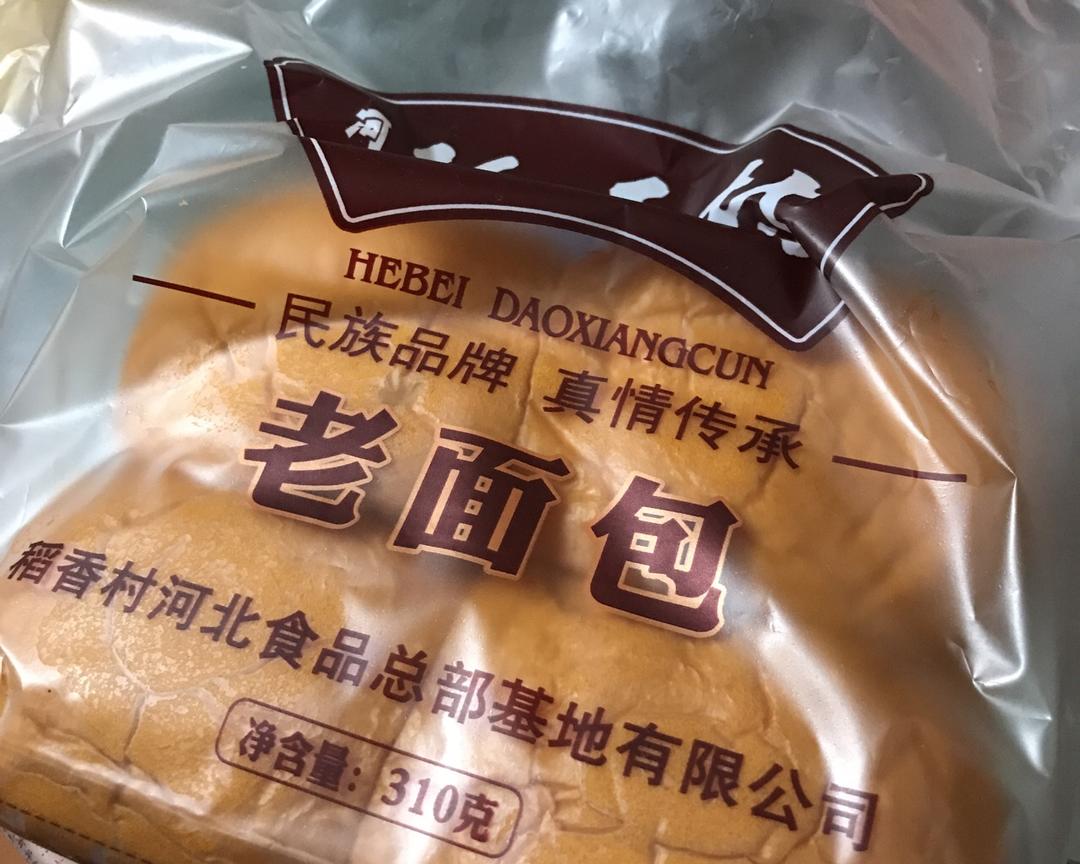 河
HEBEI DAOXIANGCUN
民族品牌 真情传承
老面包
稻香村河北食品总部基地有限公司
净含量:310克